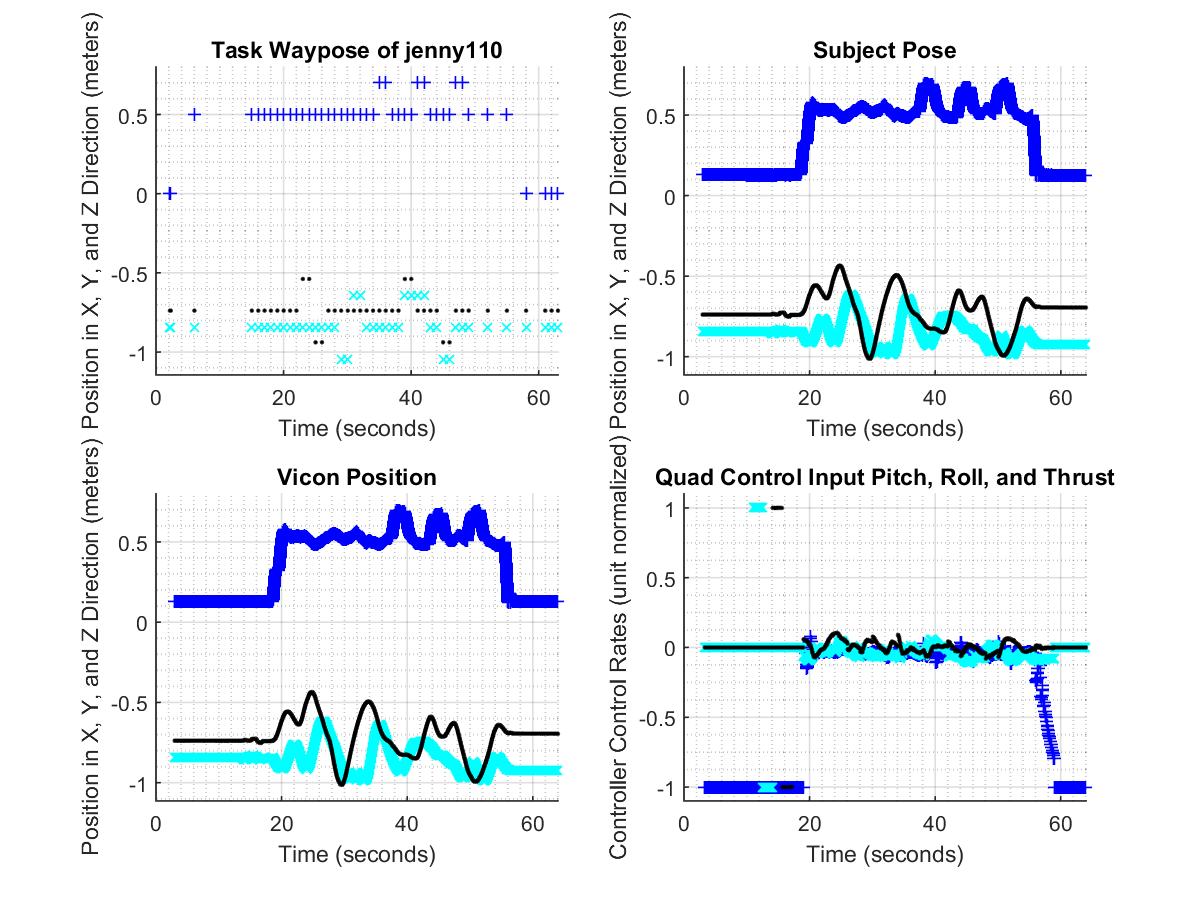 Task Waypose of jenny110
Position in X, Y, and Z Direction (meters)
0.5
0
-0.5
-1
0
20
40
60
Time (seconds)
Subject Pose
Position in X, Y, and Z Direction (meters)
0.5
0
-0.5
-1
0
20
40
60
Time (seconds)
Vicon Position
Position in X, Y, and Z Direction (meters)
0.5
0
-0.5
-1
0
20
40
60
Time (seconds)
Quad Control Input Pitch, Roll, and Thrust
Controller Control Rates (unit normalized)
1
0.5
0
-0.5
-1
0
20
40
60
Time (seconds)